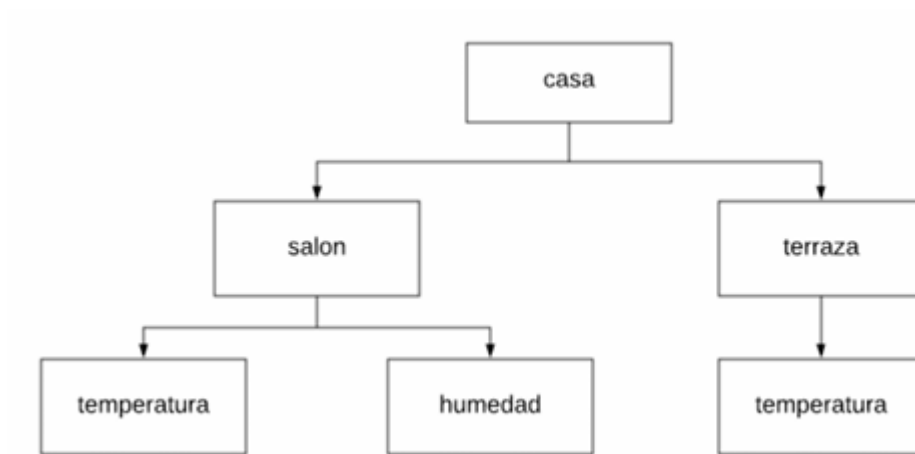 casa
salon
terraza
temperatura
humedad
temperatura